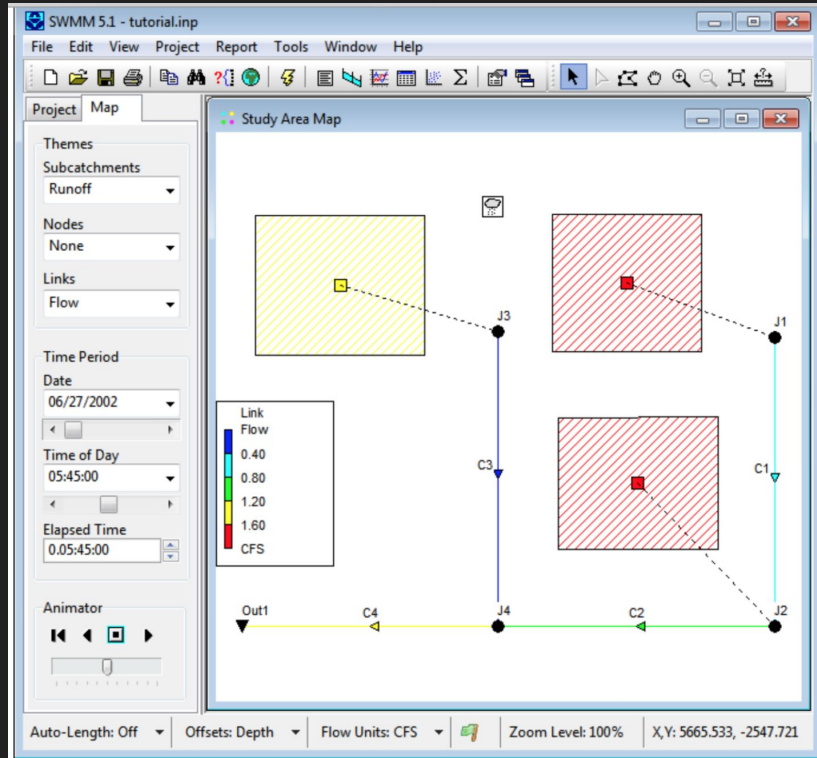 SWMM 5.1 - tutorial.inp
File Edit View Project Report Tools Window Help
Project Map
Themes
Subcatchments
Runoff
Nodes
None
Links
Flow
Time Period
Date
06/27/2002
Time of Day
05:45:00
Elapsed Time
0.05:45:00
Animator
Study Area Map
J3
J1
C3
C1
Link
Flow
0.40
0.80
1.20
1.60
CFS
Out1
C4
J4
C2
J2
Auto-Length: Off Offsets: Depth Flow Units: CFS Zoom Level: 100% X,Y: 5665.533, -2547.721